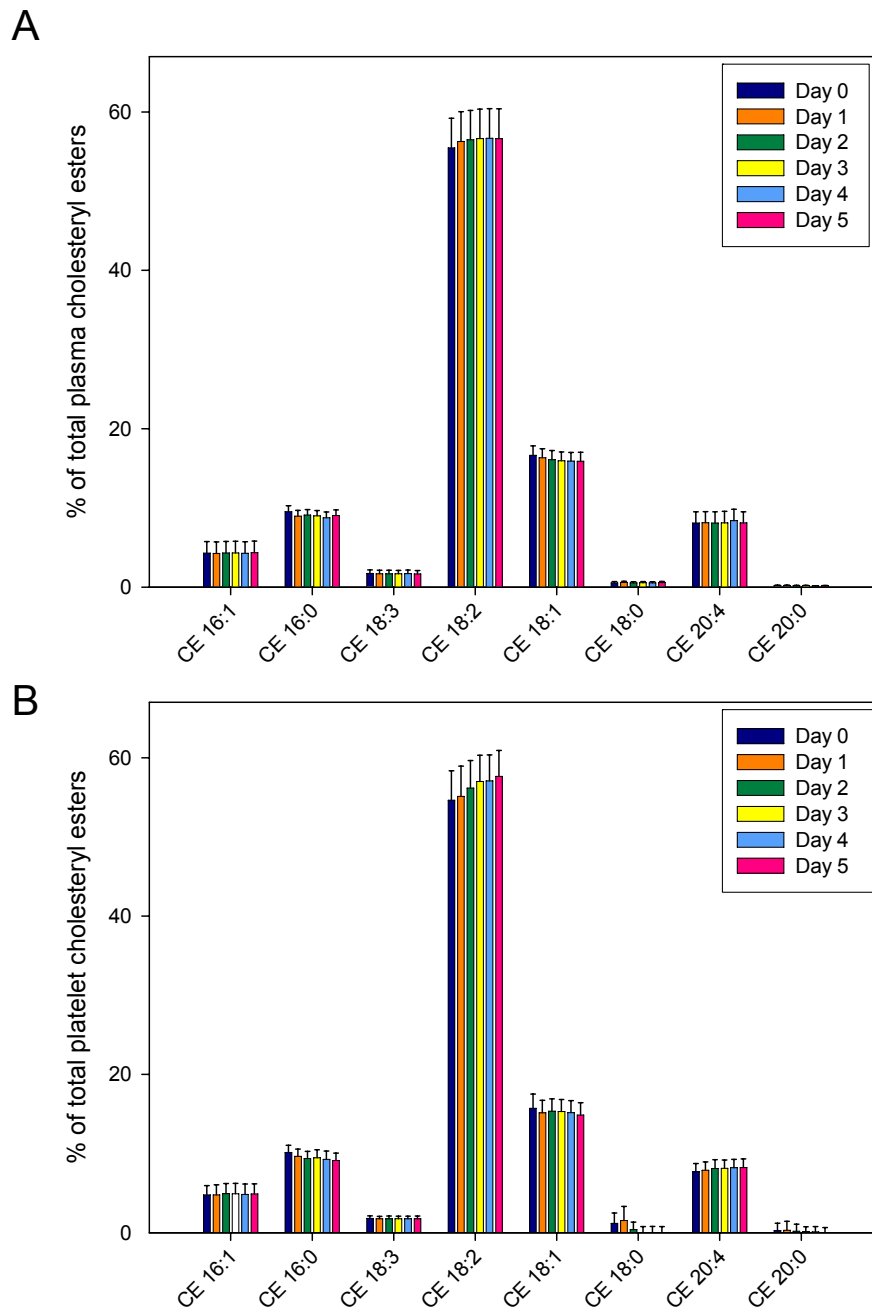 A
% of total plasma cholesteryl esters
60
40
20
0
Day 0
Day 1
Day 2
Day 3
Day 4
Day 5
CE 16:1
CE 16:0
CE 18:3
CE 18:2
CE 18:1
CE 18:0
CE 20:4
CE 20:0
B
% of total platelet cholesteryl esters
60
40
20
0
Day 0
Day 1
Day 2
Day 3
Day 4
Day 5
CE 16:1
CE 16:0
CE 18:3
CE 18:2
CE 18:1
CE 18:0
CE 20:4
CE 20:0